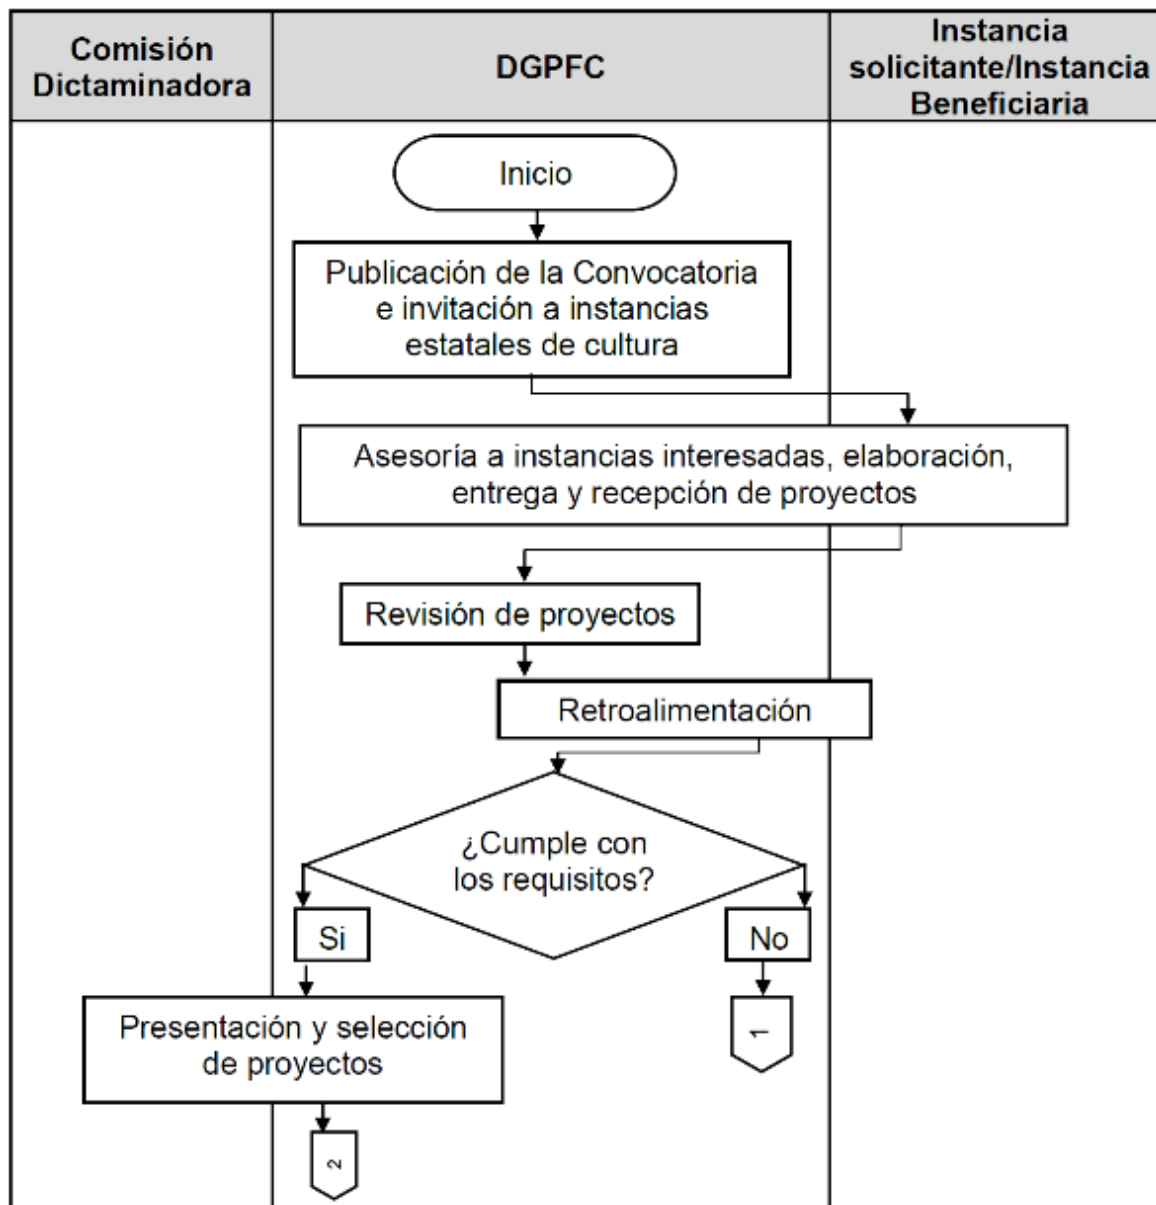 Comisión
Dictaminadora
DGPFC
Instancia
solicitante/Instancia
Beneficiaria
Inicio
Publicación de la Convocatoria
e invitación a instancias
estatales de cultura
Asesoría a instancias interesadas, elaboración,
entrega y recepción de proyectos
Revisión de proyectos
Retroalimentación
¿Cumple con
los requisitos?
Si
No
Presentación y selección
de proyectos
1
2